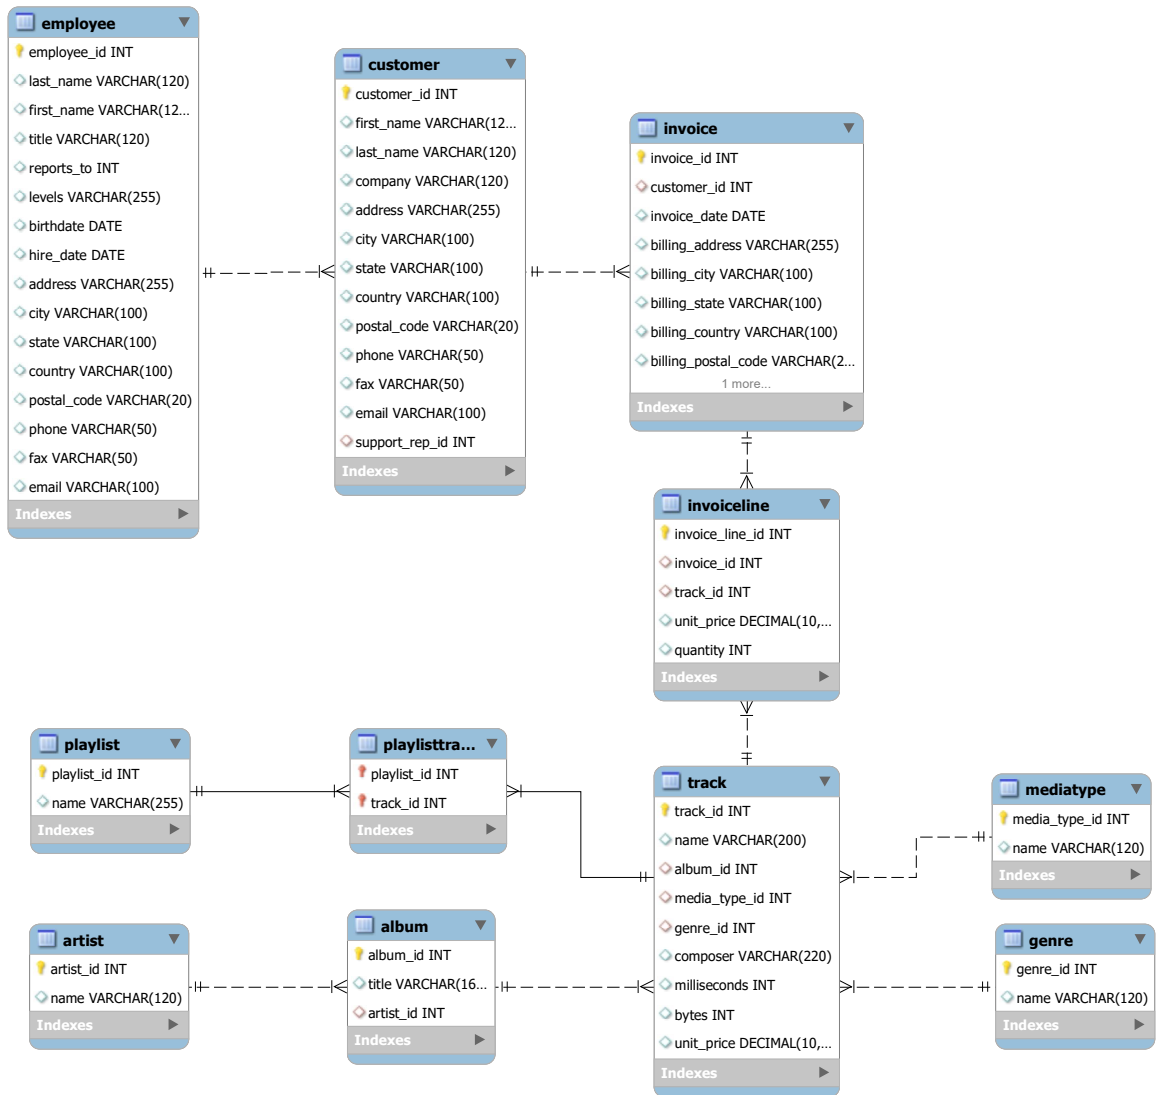 employee
employee_id INT
last_name VARCHAR(120)
first_name VARCHAR(12...
title VARCHAR(120)
reports_to INT
levels VARCHAR(255)
birthdate DATE
hire_date DATE
address VARCHAR(255)
city VARCHAR(100)
state VARCHAR(100)
country VARCHAR(100)
postal_code VARCHAR(20)
phone VARCHAR(50)
fax VARCHAR(50)
email VARCHAR(100)
Indexes
customer
customer_id INT
first_name VARCHAR(12...
last_name VARCHAR(120)
company VARCHAR(120)
address VARCHAR(255)
city VARCHAR(100)
state VARCHAR(100)
country VARCHAR(100)
postal_code VARCHAR(20)
phone VARCHAR(50)
fax VARCHAR(50)
email VARCHAR(100)
support_rep_id INT
Indexes
invoice
invoice_id INT
customer_id INT
invoice_date DATE
billing_address VARCHAR(255)
billing_city VARCHAR(100)
billing_state VARCHAR(100)
billing_country VARCHAR(100)
billing_postal_code VARCHAR(2...
1 more...
Indexes
invoiceline
invoice_line_id INT
invoice_id INT
track_id INT
unit_price DECIMAL(10,...
quantity INT
Indexes
playlist
playlist_id INT
name VARCHAR(255)
Indexes
playlisttra...
playlist_id INT
track_id INT
Indexes
track
track_id INT
name VARCHAR(200)
album_id INT
media_type_id INT
genre_id INT
composer VARCHAR(220)
milliseconds INT
bytes INT
unit_price DECIMAL(10,...
Indexes
mediatype
media_type_id INT
name VARCHAR(120)
Indexes
artist
artist_id INT
name VARCHAR(120)
Indexes
album
album_id INT
title VARCHAR(16...
artist_id INT
Indexes
genre
genre_id INT
name VARCHAR(120)
Indexes